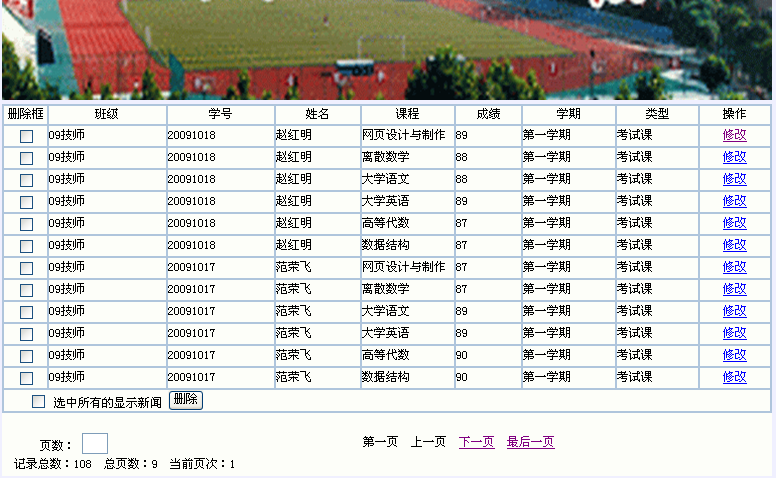 删除框 班级 学号 姓名 课程 成绩 学期 类型 操作
09技师 20091018 赵红明 网页设计与制作 89 第一学期 考试课 修改
09技师 20091018 赵红明 离散数学 88 第一学期 考试课 修改
09技师 20091018 赵红明 大学语文 88 第一学期 考试课 修改
09技师 20091018 赵红明 大学英语 89 第一学期 考试课 修改
09技师 20091018 赵红明 高等代数 87 第一学期 考试课 修改
09技师 20091018 赵红明 数据结构 87 第一学期 考试课 修改
09技师 20091017 范荣飞 网页设计与制作 87 第一学期 考试课 修改
09技师 20091017 范荣飞 离散数学 87 第一学期 考试课 修改
09技师 20091017 范荣飞 大学语文 89 第一学期 考试课 修改
09技师 20091017 范荣飞 大学英语 89 第一学期 考试课 修改
09技师 20091017 范荣飞 高等代数 90 第一学期 考试课 修改
09技师 20091017 范荣飞 数据结构 90 第一学期 考试课 修改
选中所有的显示新闻 删除
页数： 第一页 上一页 下一页 最后一页
记录总数：108 总页数：9 当前页次：1